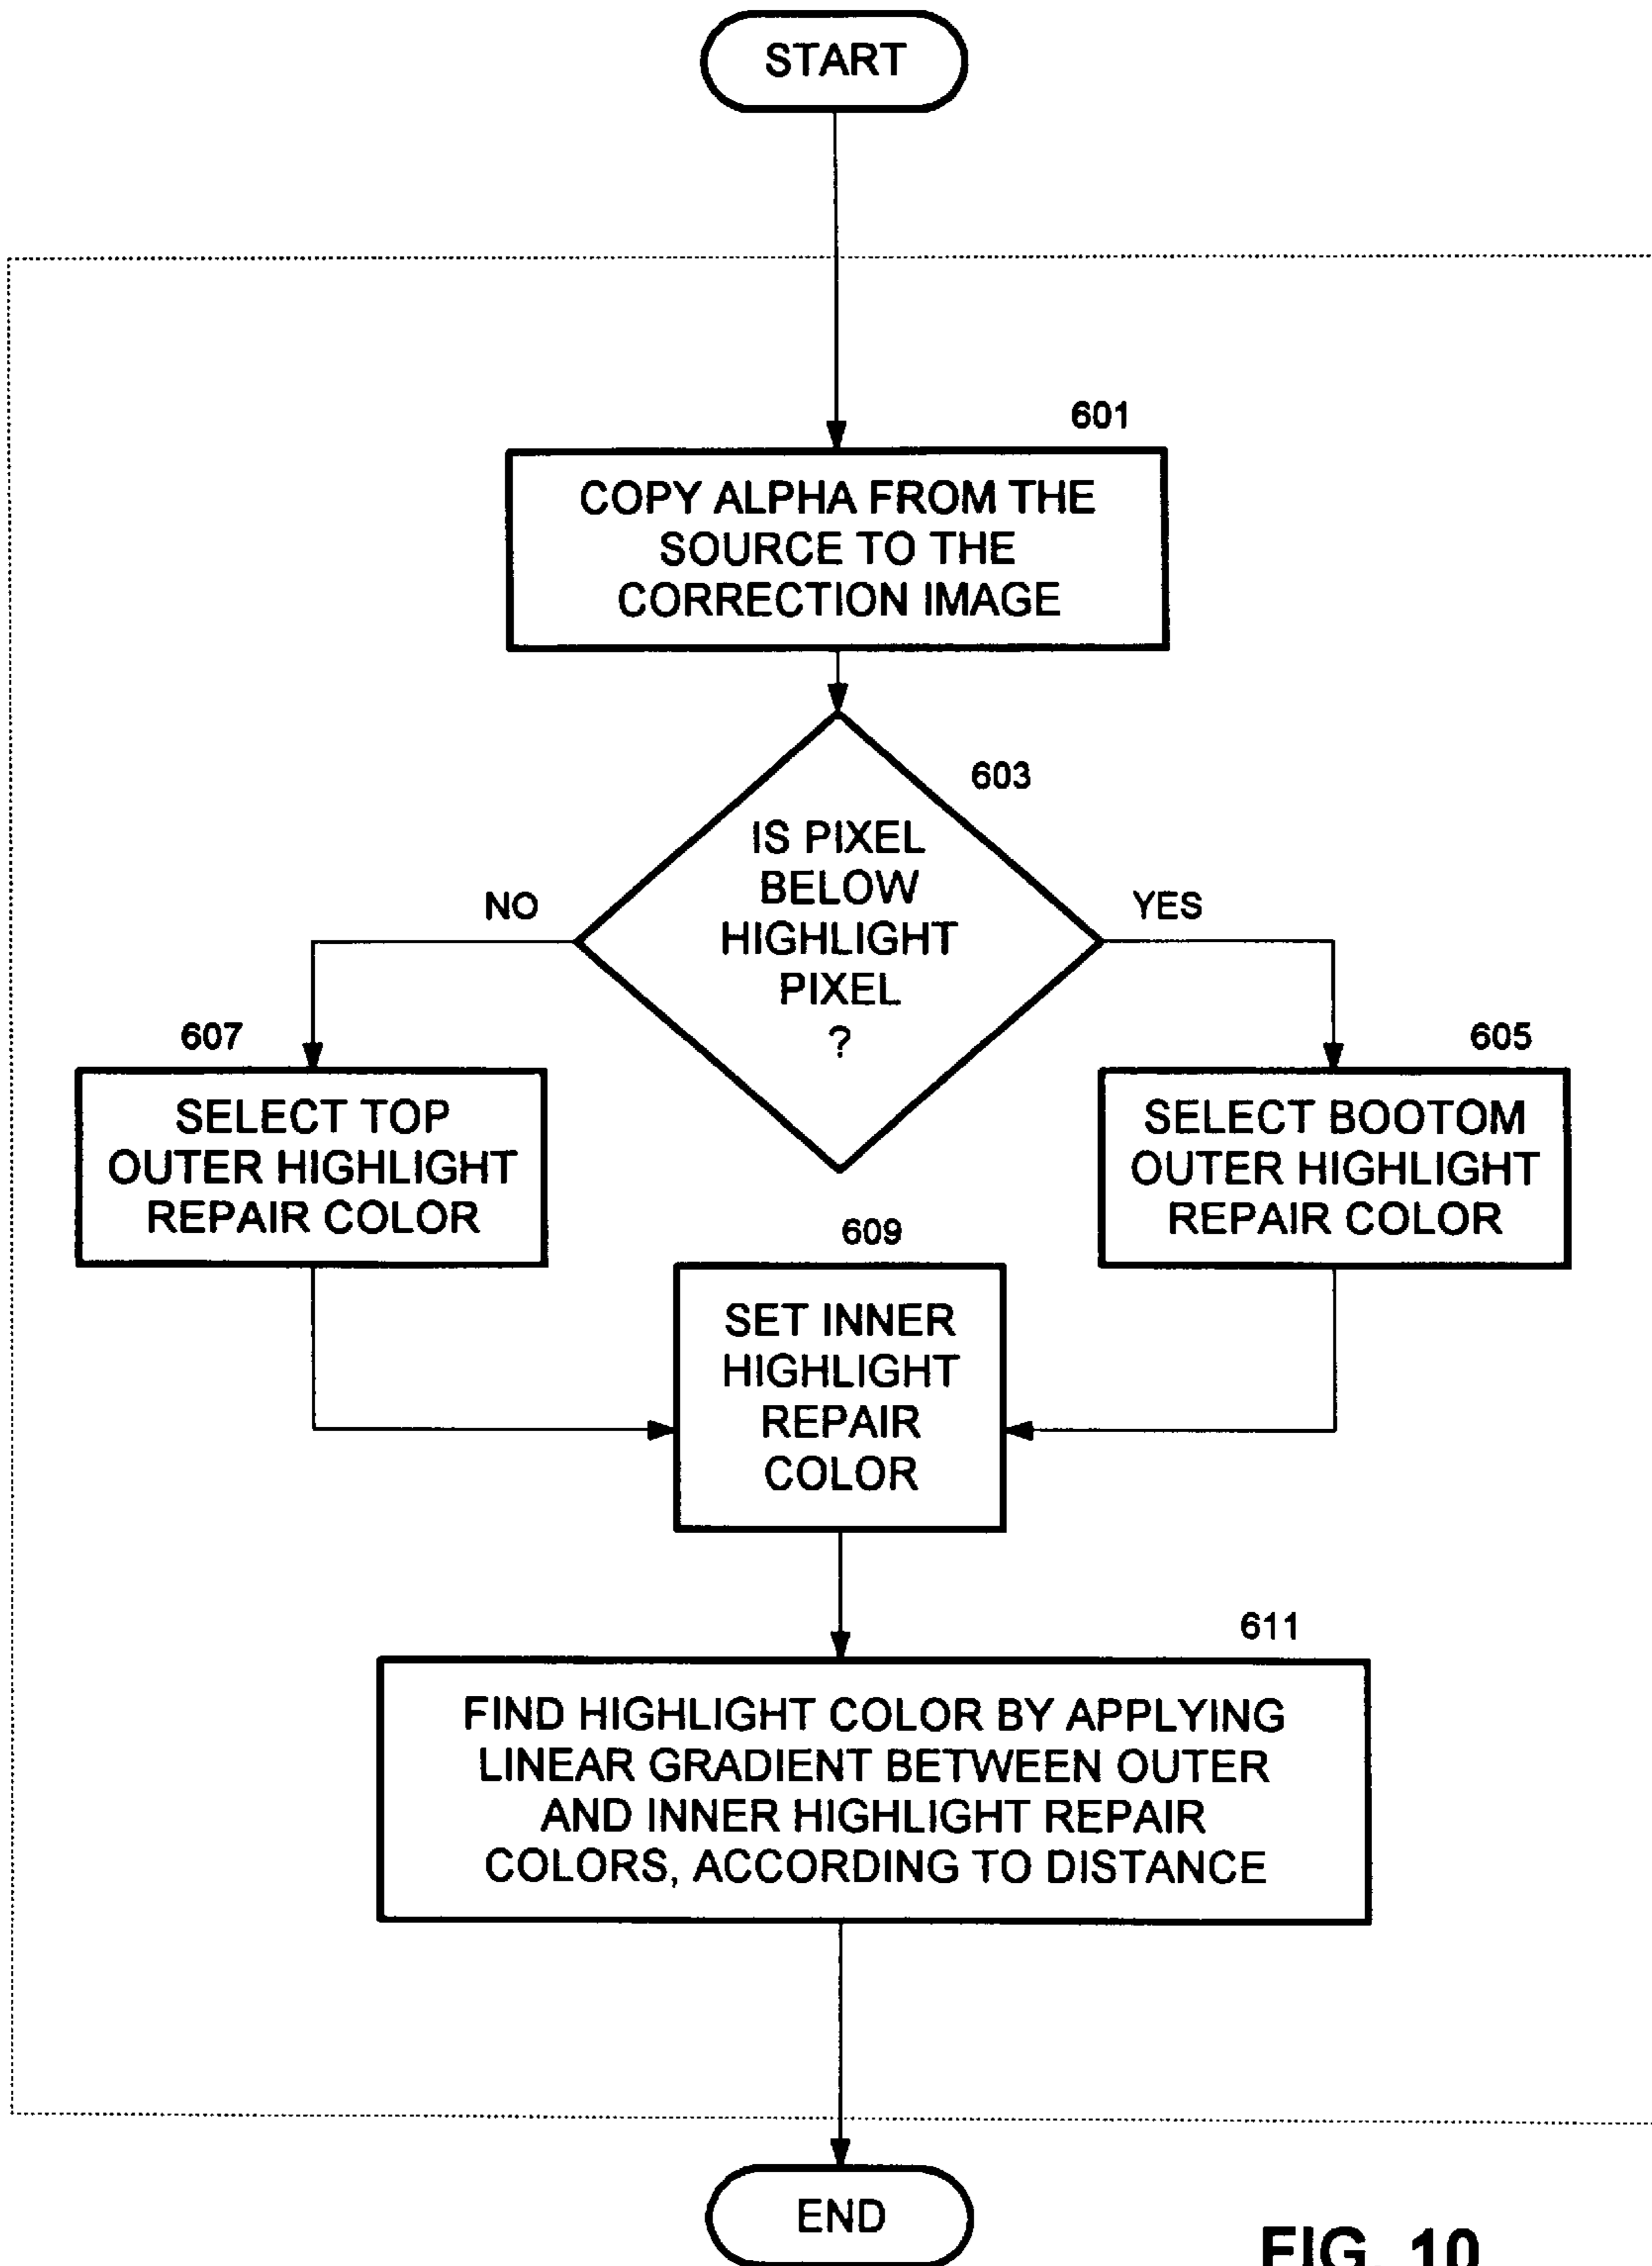 START
601
COPY ALPHA FROM THE
SOURCE TO THE
CORRECTION IMAGE
603
IS PIXEL
BELOW
HIGHLIGHT
PIXEL
?
NO
YES
607
SELECT TOP
OUTER HIGHLIGHT
REPAIR COLOR
605
SELECT BOOTOM
OUTER HIGHLIGHT
REPAIR COLOR
609
SET INNER
HIGHLIGHT
REPAIR
COLOR
611
FIND HIGHLIGHT COLOR BY APPLYING
LINEAR GRADIENT BETWEEN OUTER
AND INNER HIGHLIGHT REPAIR
COLORS, ACCORDING TO DISTANCE
END
FIG. 10